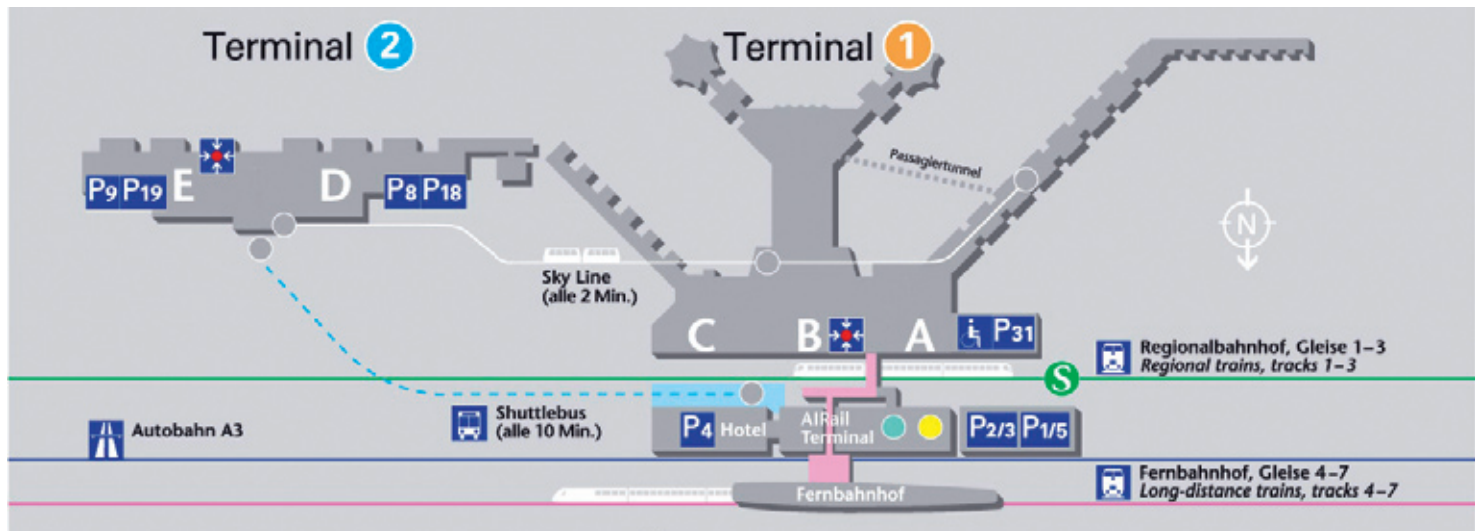 Terminal 2
Terminal 1
Passagiertunnel
N
P9 P19
E
D
P8 P18
Sky Line
(alle 2 Min.)
C
B
A
P31
Regionalbahnhof, Gleise 1–3
Regional trains, tracks 1–3
S
Autobahn A3
Shuttlebus
(alle 10 Min.)
P4
Hotel
AIRail
Terminal
P2/3 P1/5
Fernbahnhof, Gleise 4–7
Long-distance trains, tracks 4–7
Fernbahnhof